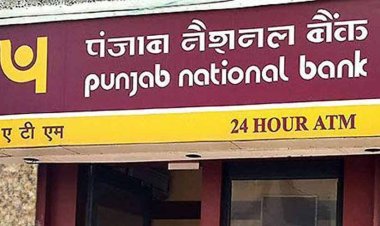 पंजाब नैशनल बैंक
punjab national bank
ए टी एम 24 HOUR ATM